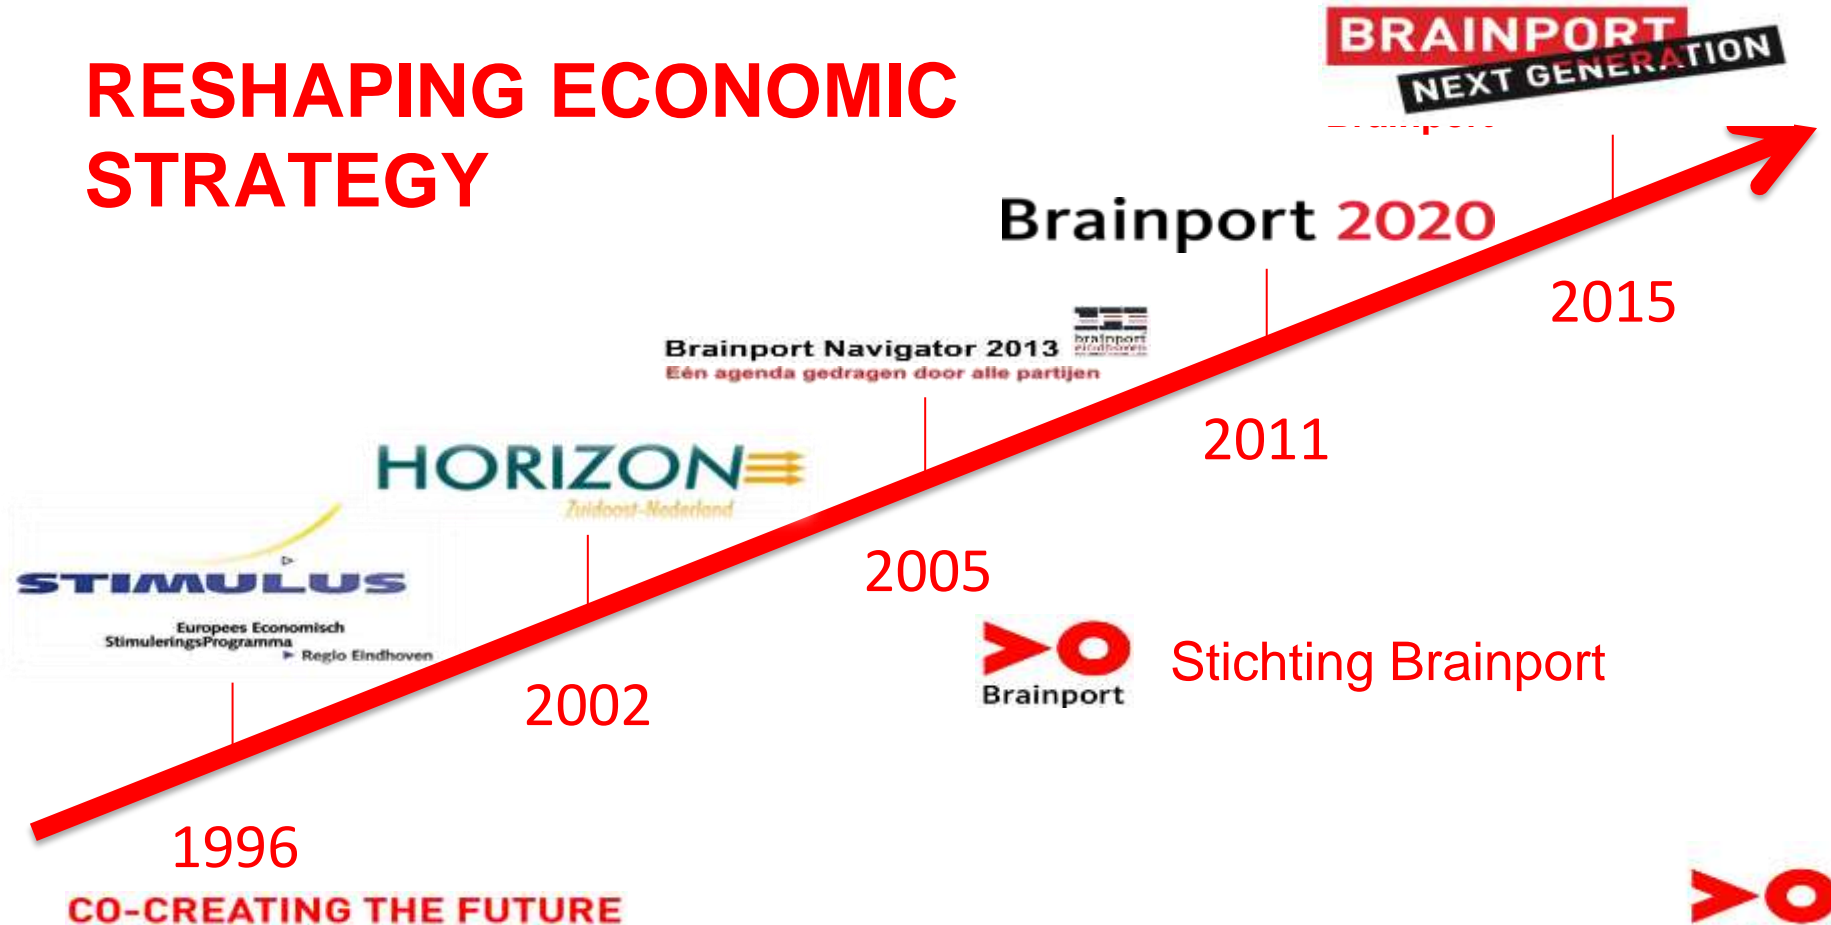 BRAINPORT
NEXT GENERATION
RESHAPING ECONOMIC
STRATEGY
Brainport 2020
2015
Brainport Navigator 2013
Eén agenda gedragen door alle partijen
brainport
eindhoven
2011
HORIZON
Zuidoost-Nederland
2005
STIMULUS
Europees Economisch
StimuleringsProgramma
Regio Eindhoven
2002
Brainport
Stichting Brainport
1996
CO-CREATING THE FUTURE